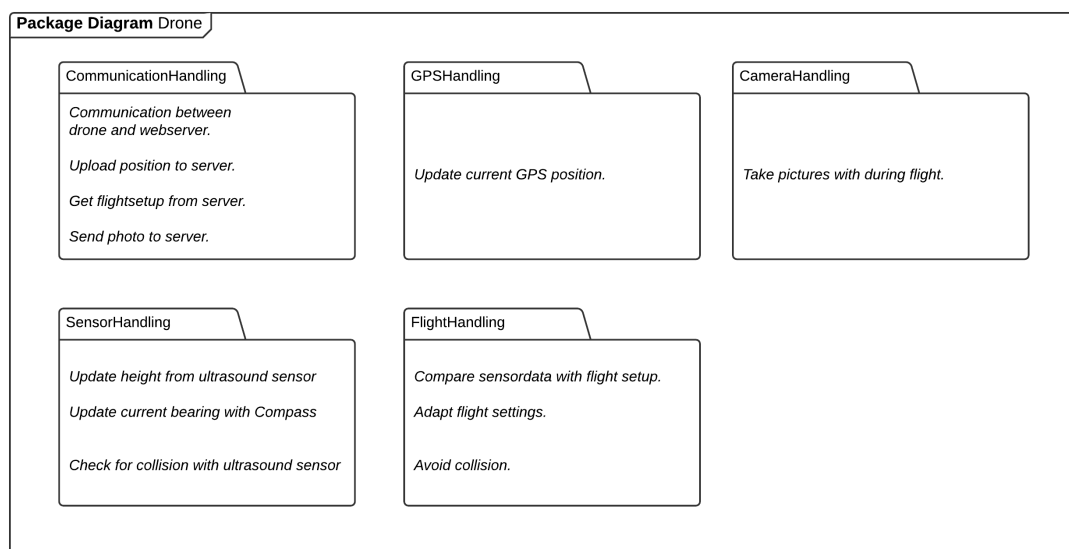 Package Diagram Drone
CommunicationHandling
Communication between
drone and webserver.
Upload position to server.
Get flightsetup from server.
Send photo to server.
GPSHandling
Update current GPS position.
CameraHandling
Take pictures with during flight.
SensorHandling
Update height from ultrasound sensor
Update current bearing with Compass
Check for collision with ultrasound sensor
FlightHandling
Compare sensordata with flight setup.
Adapt flight settings.
Avoid collision.